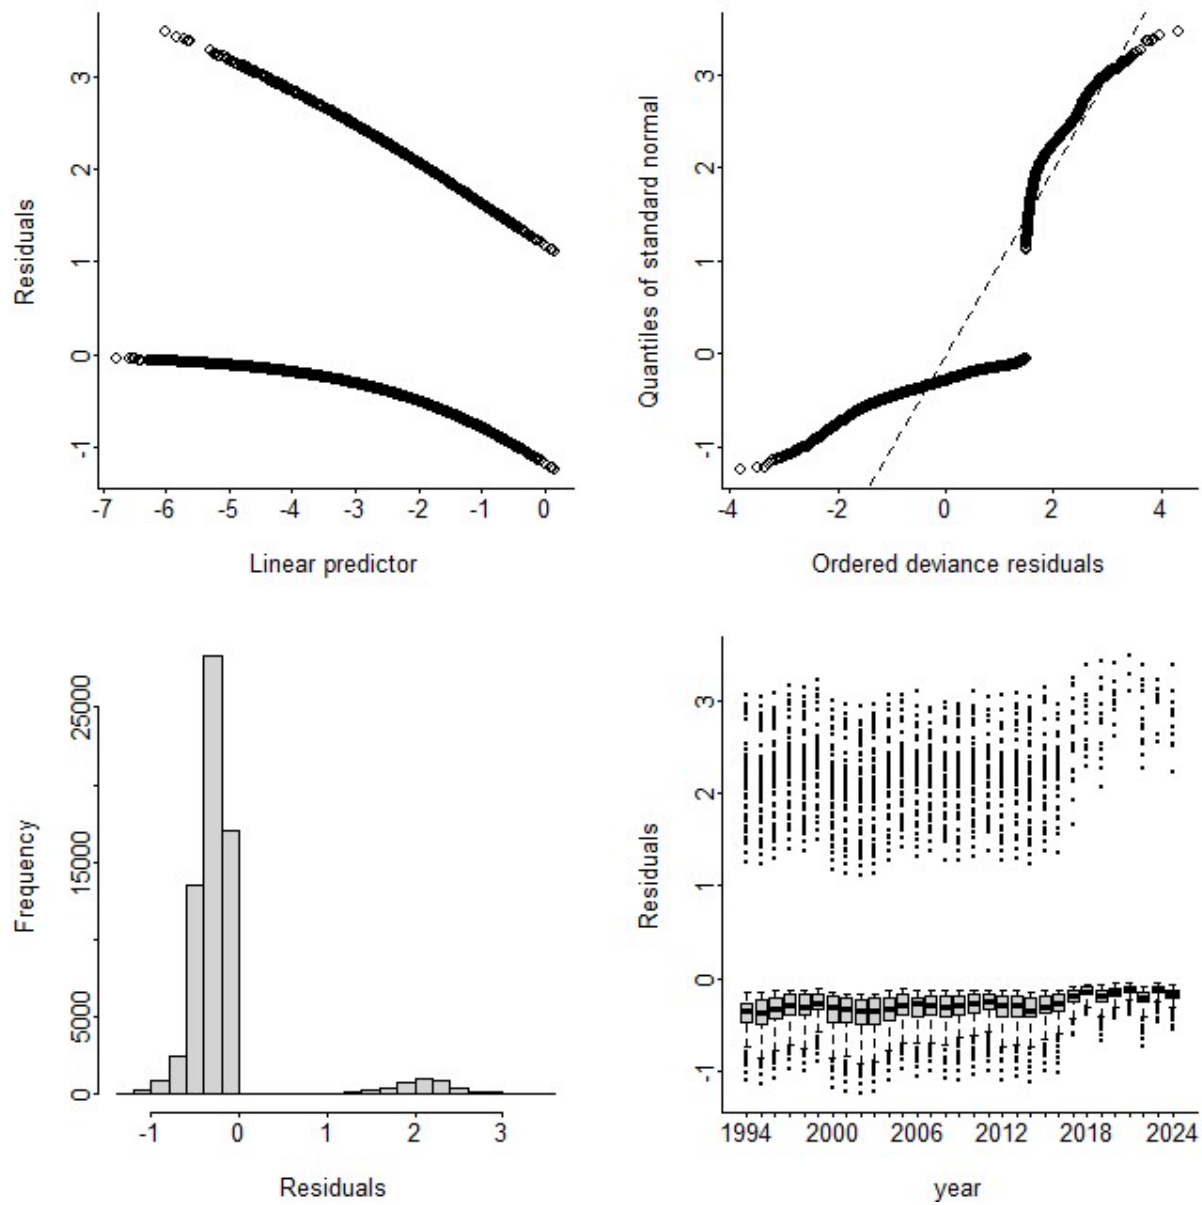 Residuals
3
2
1
0
-1
-7 -6 -5 -4 -3 -2 -1 0
Linear predictor
Quantiles of standard normal
3
2
1
0
-1
-4 -2 0 2 4
Ordered deviance residuals
Frequency
25000
15000
5000
0
-1 0 1 2 3
Residuals
Residuals
3
2
1
0
-1
1994 2000 2006 2012 2018 2024
year